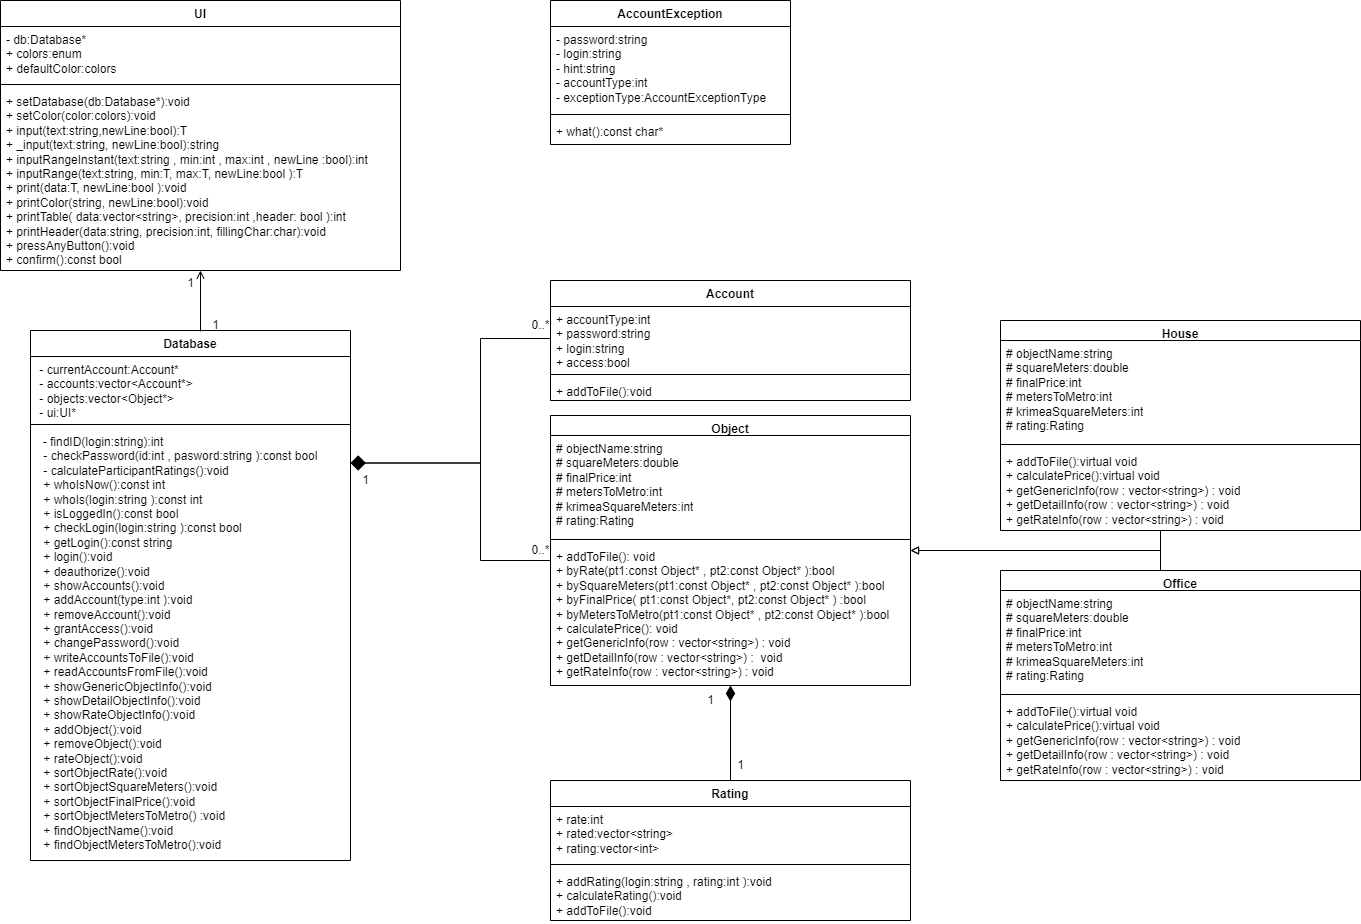 UI
- db:Database*
+ colors:enum
+ defaultColor:colors
+ setDatabase(db:Database*):void
+ setColor(color:colors):void
+ input(text:string,newLine:bool):T
+ _input(text:string, newLine:bool):string
+ inputRangeInstant(text:string , min:int , max:int , newLine :bool):int
+ inputRange(text:string, min:T, max:T, newLine:bool ):T
+ print(data:T, newLine:bool ):void
+ printColor(string, newLine:bool):void
+ printTable( data:vector<string>, precision:int ,header: bool ):int
+ printHeader(data:string, precision:int, fillingChar:char):void
+ pressAnyButton():void
+ confirm():const bool
AccountException
- password:string
- login:string
- hint:string
- accountType:int
- exceptionType:AccountExceptionType
+ what():const char*
1
1
Database
- currentAccount:Account*
- accounts:vector<Account*>
- objects:vector<Object*>
- ui:UI*
- findID(login:string):int
- checkPassword(id:int , pasword:string ):const bool
- calculateParticipantRatings():void
+ whoIsNow():const int
+ whoIs(login:string ):const int
+ isLoggedIn():const bool
+ checkLogin(login:string ):const bool
+ getLogin():const string
+ login():void
+ deauthorize():void
+ showAccounts():void
+ addAccount(type:int ):void
+ removeAccount():void
+ grantAccess():void
+ changePassword():void
+ writeAccountsToFile():void
+ readAccountsFromFile():void
+ showGenericObjectInfo():void
+ showDetailObjectInfo():void
+ showRateObjectInfo():void
+ addObject():void
+ removeObject():void
+ rateObject():void
+ sortObjectRate():void
+ sortObjectSquareMeters():void
+ sortObjectFinalPrice():void
+ sortObjectMetersToMetro() :void
+ findObjectName():void
+ findObjectMetersToMetro():void
1
0..*
0..*
Account
+ accountType:int
+ password:string
+ login:string
+ access:bool
+ addToFile():void
Object
# objectName:string
# squareMeters:double
# finalPrice:int
# metersToMetro:int
# krimeaSquareMeters:int
# rating:Rating
+ addToFile(): void
+ byRate(pt1:const Object* , pt2:const Object* ):bool
+ bySquareMeters(pt1:const Object* , pt2:const Object* ):bool
+ byFinalPrice( pt1:const Object*, pt2:const Object* ) :bool
+ byMetersToMetro(pt1:const Object* , pt2:const Object* ):bool
+ calculatePrice(): void
+ getGenericInfo(row : vector<string>) : void
+ getDetailInfo(row : vector<string>) :  void
+ getRateInfo(row : vector<string>) : void
1
1
Rating
+ rate:int
+ rated:vector<string>
+ rating:vector<int>
+ addRating(login:string , rating:int ):void
+ calculateRating():void
+ addToFile():void
House
# objectName:string
# squareMeters:double
# finalPrice:int
# metersToMetro:int
# krimeaSquareMeters:int
# rating:Rating
+ addToFile():virtual void
+ calculatePrice():virtual void
+ getGenericInfo(row : vector<string>) : void
+ getDetailInfo(row : vector<string>) : void
+ getRateInfo(row : vector<string>) : void
Office
# objectName:string
# squareMeters:double
# finalPrice:int
# metersToMetro:int
# krimeaSquareMeters:int
# rating:Rating
+ addToFile():virtual void
+ calculatePrice():virtual void
+ getGenericInfo(row : vector<string>) : void
+ getDetailInfo(row : vector<string>) : void
+ getRateInfo(row : vector<string>) : void